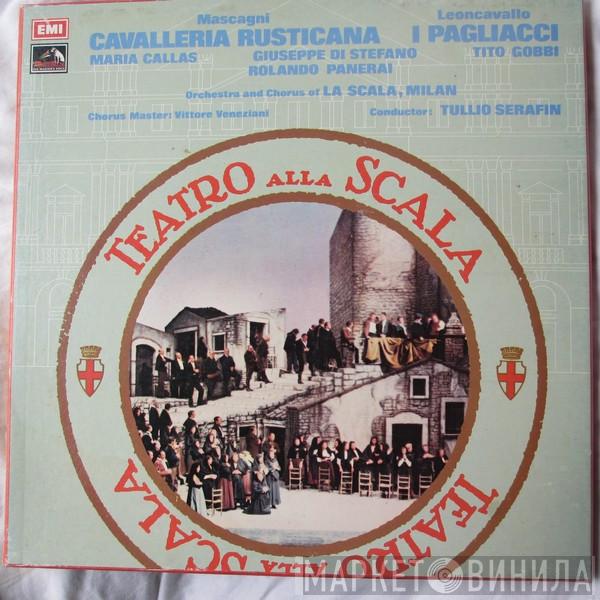 EMI
Mascagni
Leoncavallo
CAVALLERIA RUSTICANA
I PAGLIACCI
MARIA CALLAS
GIUSEPPE DI STEFANO
TITO GOBBI
ROLANDO PANERAI
Orchestra and Chorus of LA SCALA, MILAN
Chorus Master: Vittore Veneziani
Conductor: TULLIO SERAFIN
TEATRO ALLA SCALA
TEATRO ALLA SCALA
МАРКЕТ ВИНИЛА